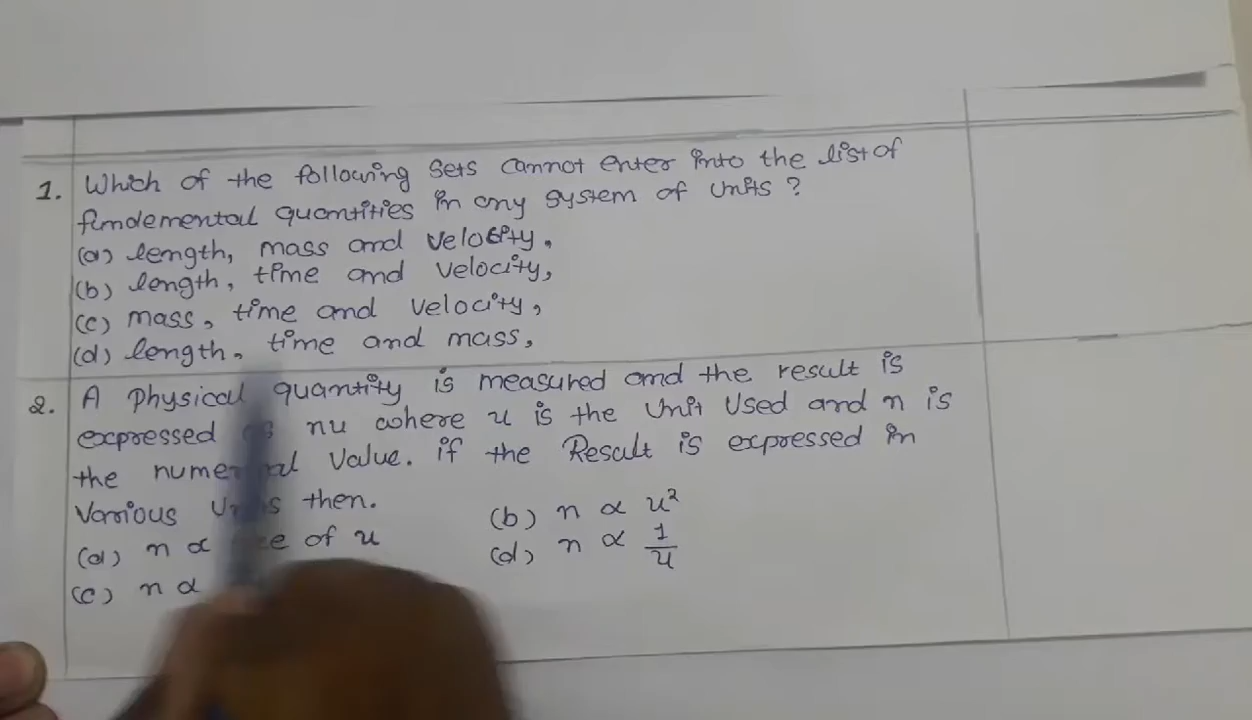 1. Which of the following Sets cannot enter into the list of
fundemental quantities in any system of units ?
(a) length, mass and velocity.
(b) length, time and velocity,
(c) mass, time and velocity,
(d) length, time and mass,
2. A Physical quantity is measured and the result is
expressed nu where u is the Unit Used and n is
the Value. if the Result is expressed in
Various then.
(a) n ∝ of u
(b) n ∝ u²
(c) n ∝
(d) n ∝ 1/u